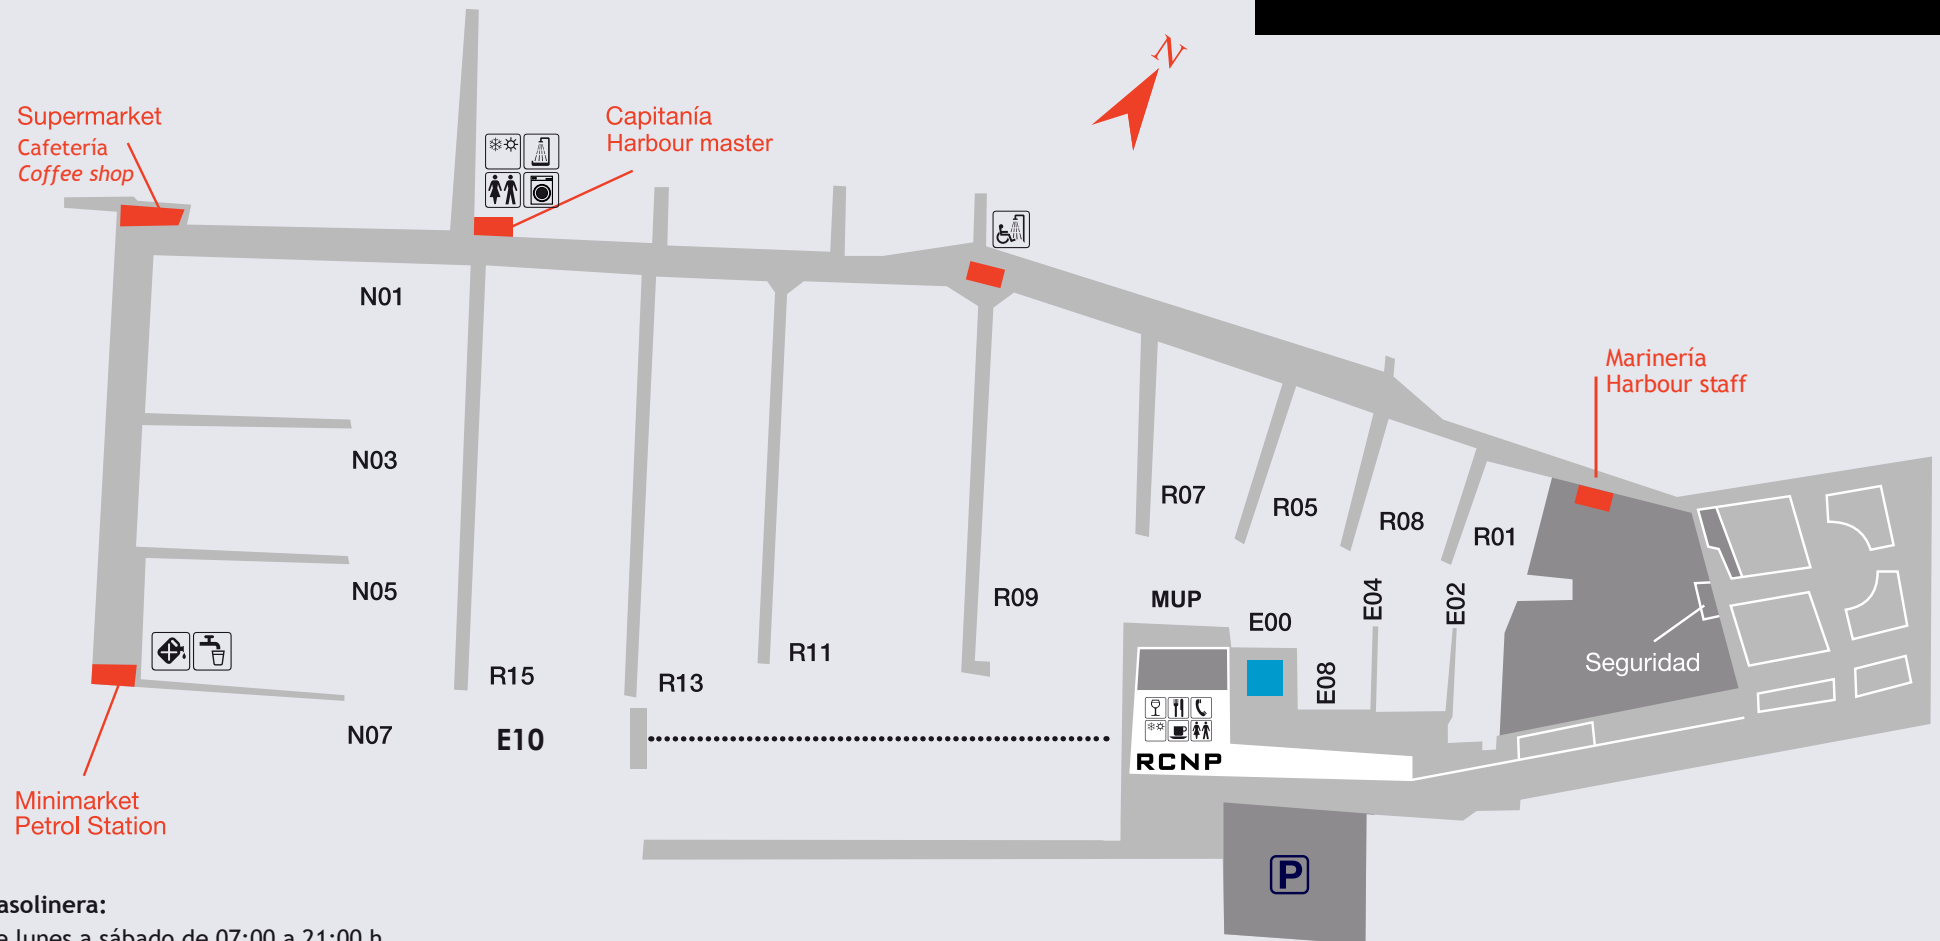 N
Supermarket
Cafetería
Coffee shop
Capitanía
Harbour master
N01
Marinería
Harbour staff
N03
R07
R05
R08
R01
N05
R09
MUP
E00
E04
E02
R11
R15
R13
E08
Seguridad
N07
E10
RCNP
Minimarket
Petrol Station
P
asolinera:
e lunes a sábado de 07:00 a 21:00 h